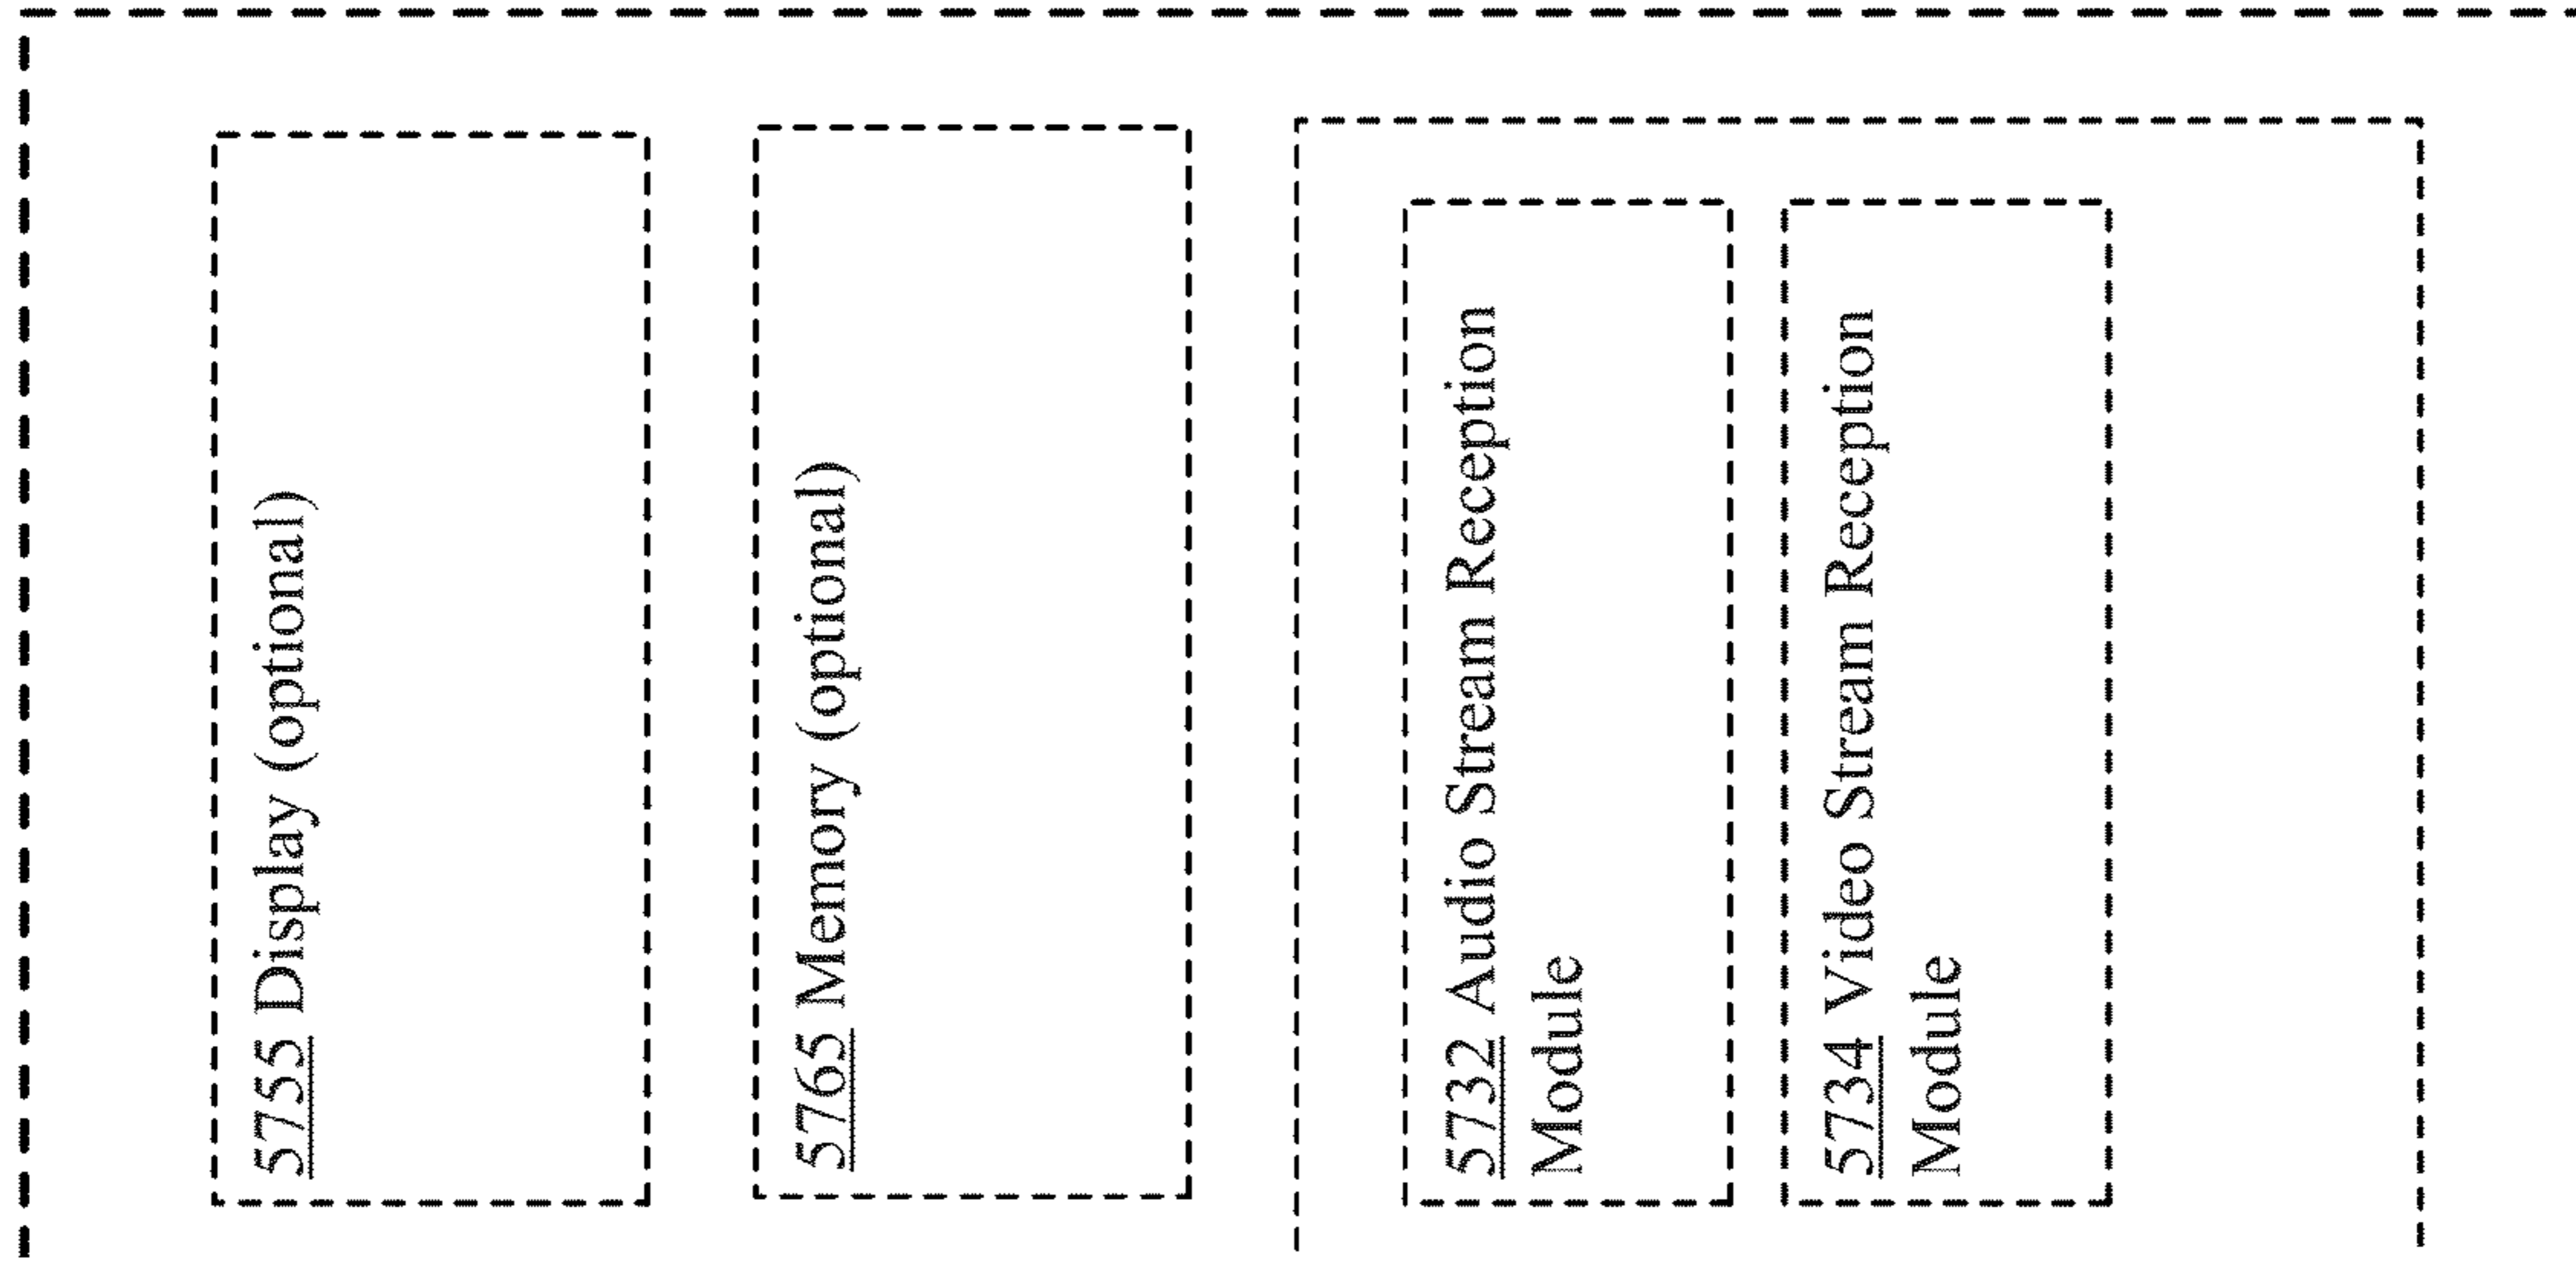 5755 Display (optional)
5765 Memory (optional)
5732 Audio Stream Reception
Module
5734 Video Stream Reception
Module